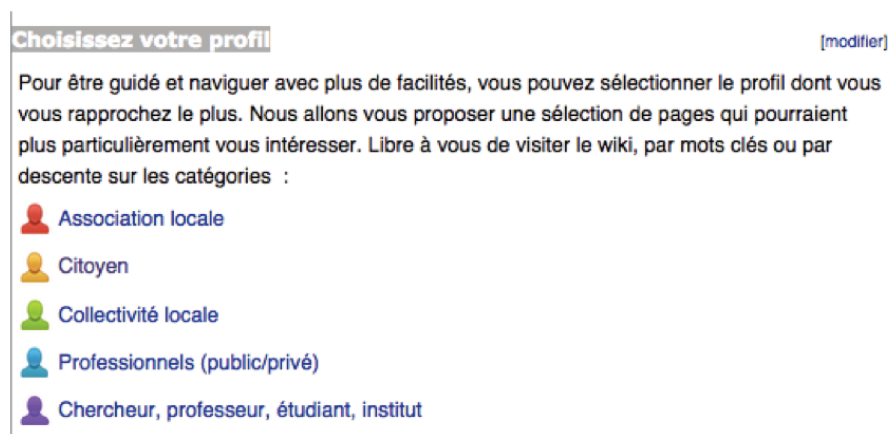 Choisissez votre profil [modifier]
Pour être guidé et naviguer avec plus de facilités, vous pouvez sélectionner le profil dont vous
vous rapprochez le plus. Nous allons vous proposer une sélection de pages qui pourraient
plus particulièrement vous intéresser. Libre à vous de visiter le wiki, par mots clés ou par
descente sur les catégories :
Association locale
Citoyen
Collectivité locale
Professionnels (public/privé)
Chercheur, professeur, étudiant, institut